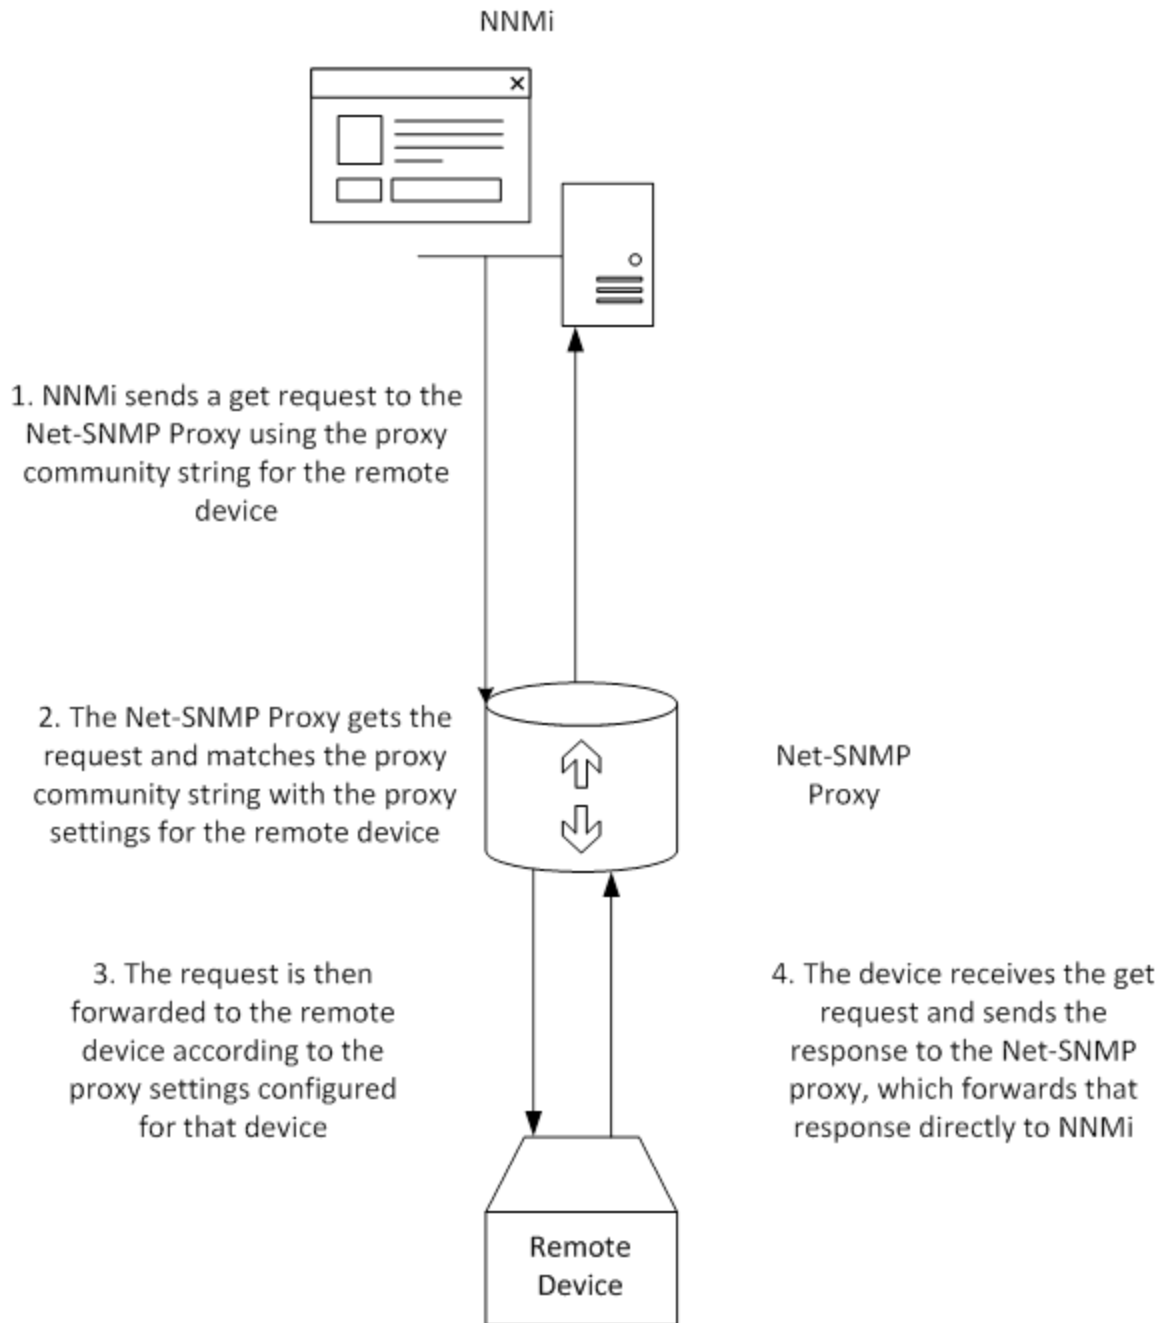 NNMi
1. NNMi sends a get request to the
Net-SNMP Proxy using the proxy
community string for the remote
device
2. The Net-SNMP Proxy gets the
request and matches the proxy
community string with the proxy
settings for the remote device
Net-SNMP
Proxy
3. The request is then
forwarded to the remote
device according to the
proxy settings configured
for that device
4. The device receives the get
request and sends the
response to the Net-SNMP
proxy, which forwards that
response directly to NNMi
Remote
Device